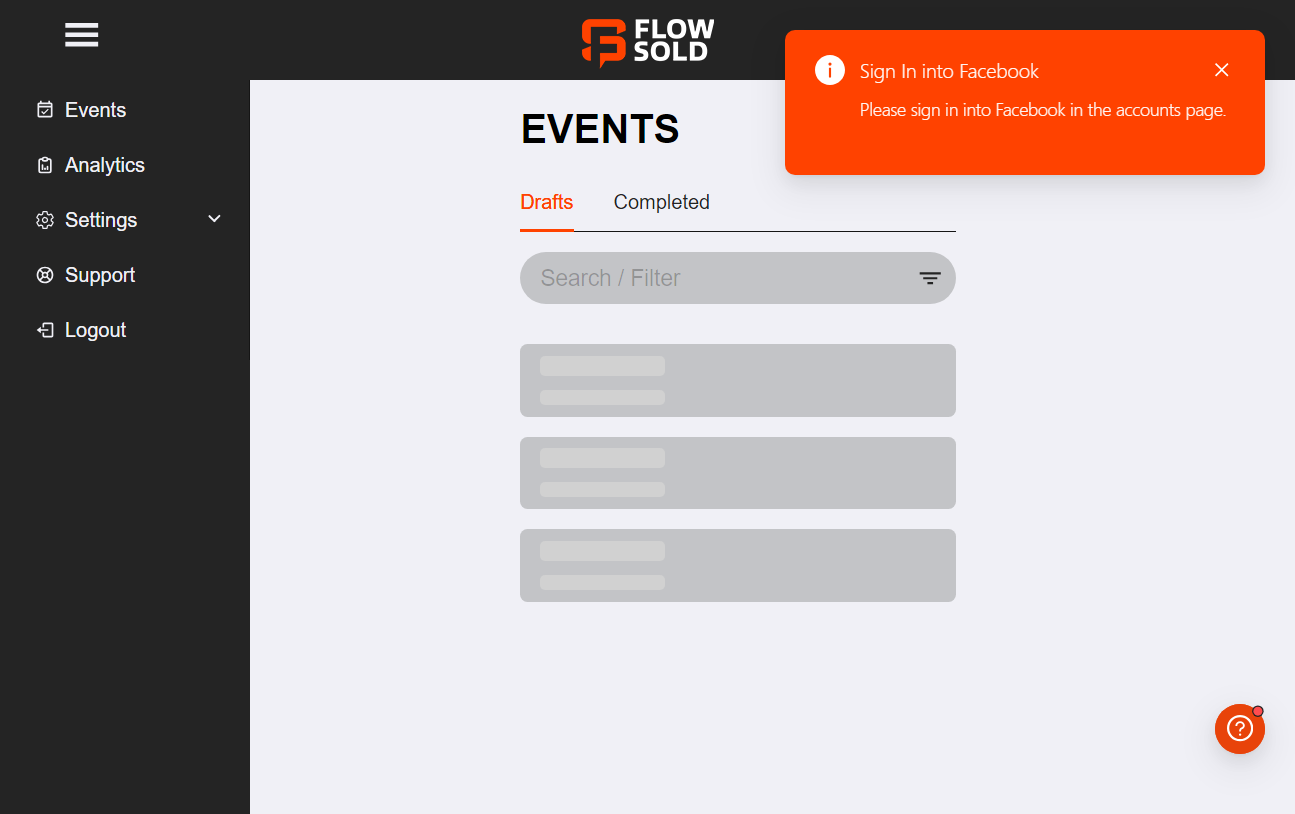 FLOW
SOLD
Sign In into Facebook
Please sign in into Facebook in the accounts page.
Events
Analytics
Settings
Support
Logout
EVENTS
Drafts Completed
Search / Filter